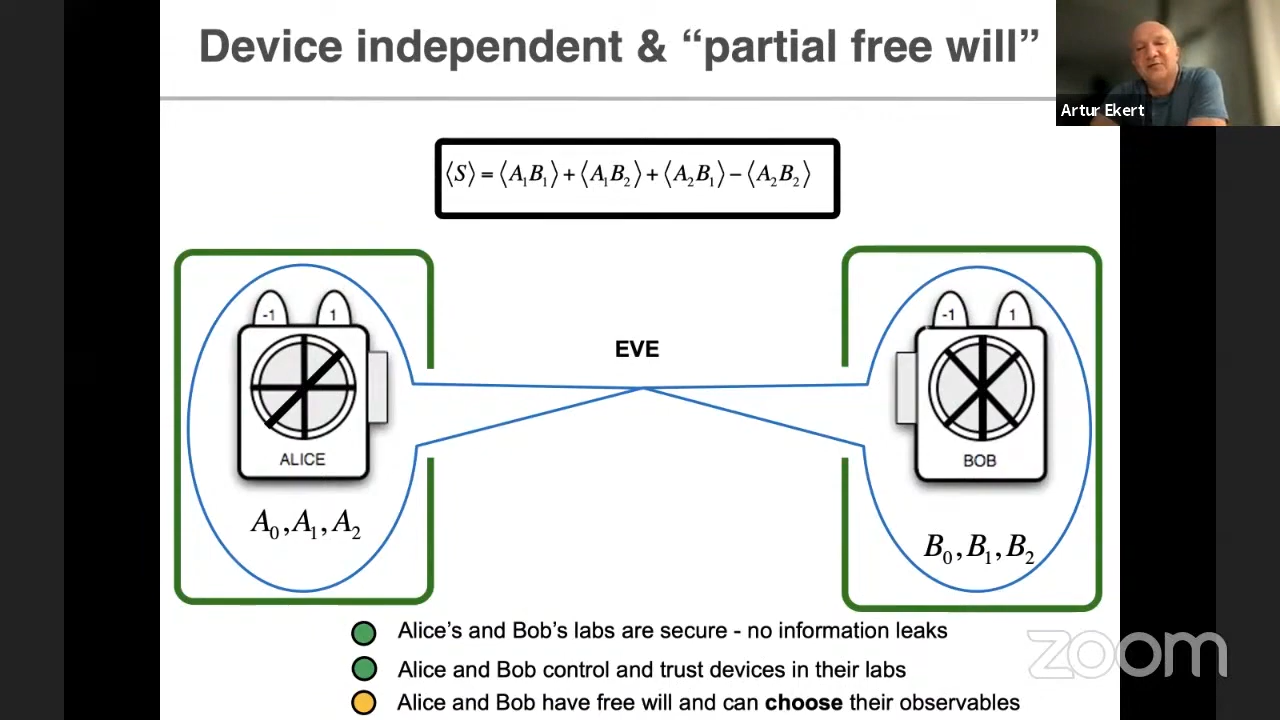 Device independent & “partial free will”
Artur Ekert
⟨S⟩ = ⟨A₁B₁⟩ + ⟨A₁B₂⟩ + ⟨A₂B₁⟩ − ⟨A₂B₂⟩
EVE
-1 1
ALICE
A₀, A₁, A₂
-1 1
BOB
B₀, B₁, B₂
Alice’s and Bob’s labs are secure - no information leaks
Alice and Bob control and trust devices in their labs
Alice and Bob have free will and can choose their observables
zoom